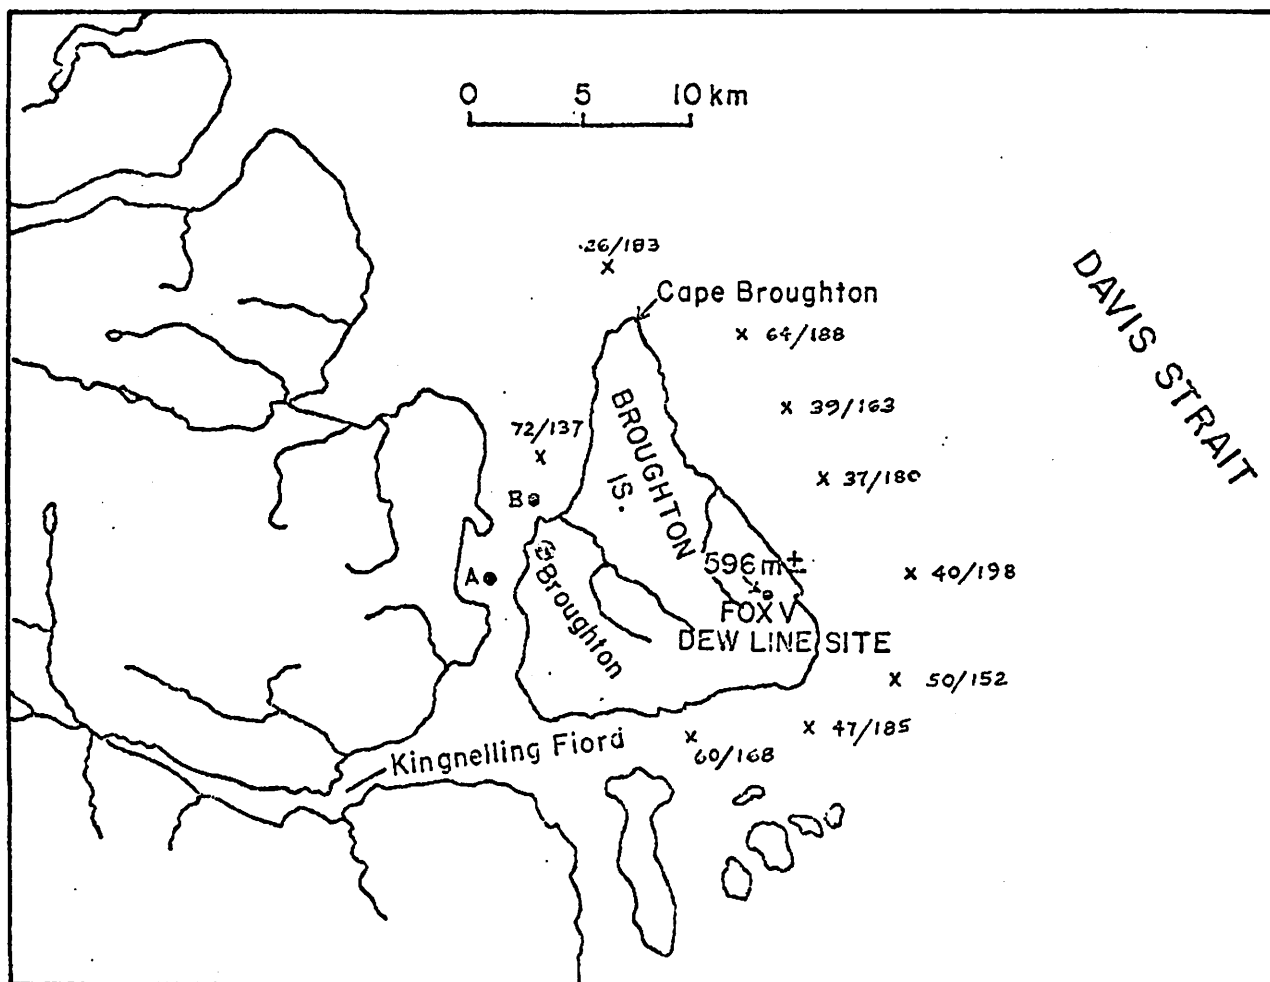 0 5 10 km
.26/183
x
Cape Broughton
x 64/188
DAVIS STRAIT
x 39/163
72/137
x
BROUGHTON
IS.
x 37/180
B
A
Broughton
596 m ±
x 40/198
FOX V
DEW LINE SITE
x 50/152
x 47/185
x
60/168
Kingnelling Fiord